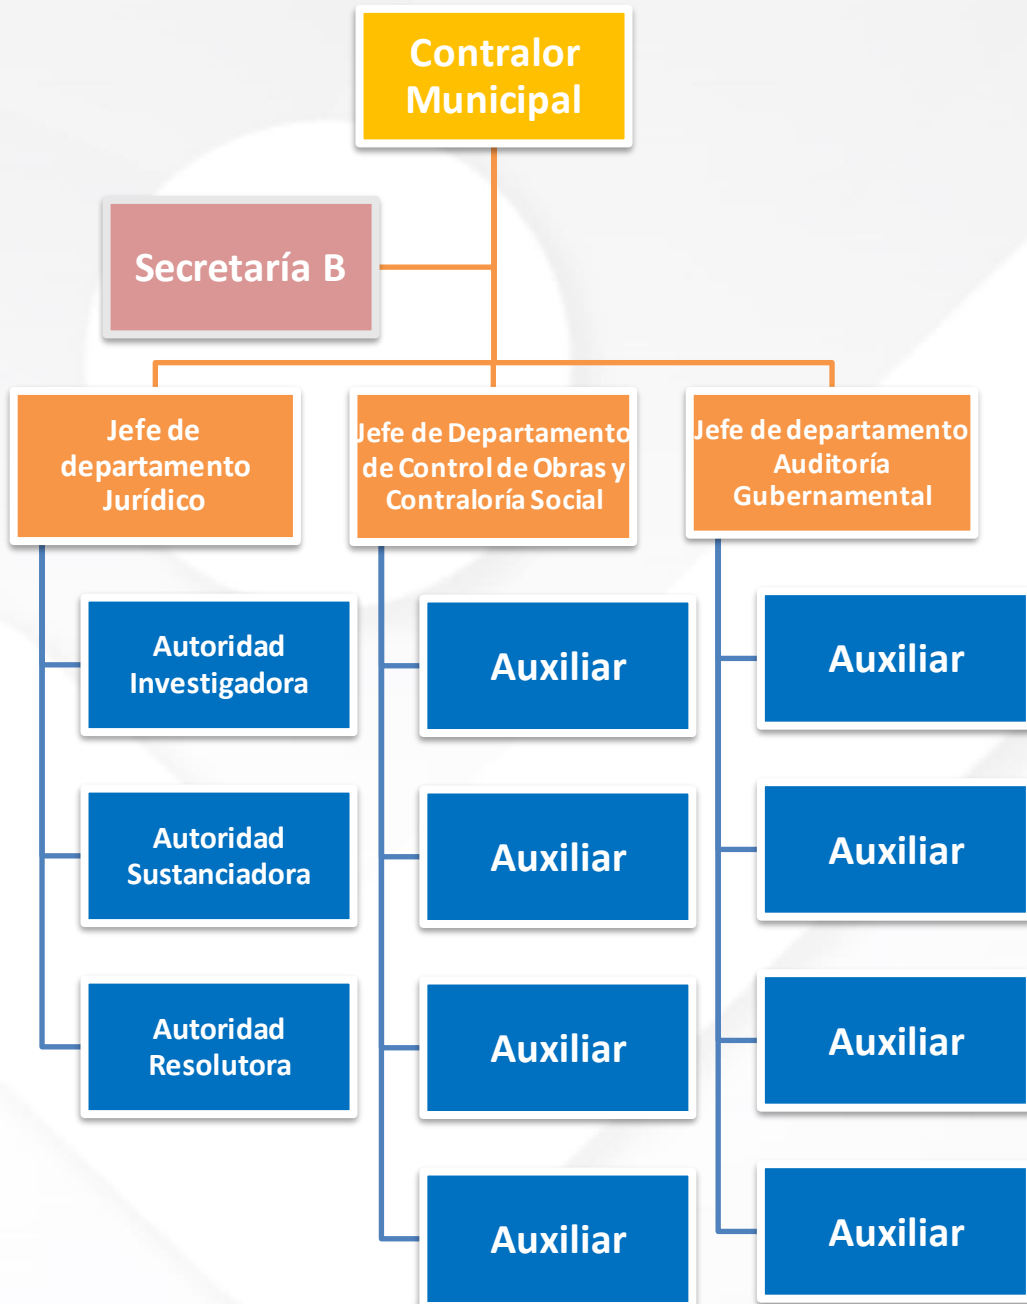 Contralor
Municipal
Secretaría B
Jefe de
departamento
Jurídico
Jefe de Departamento
de Control de Obras y
Contraloría Social
Jefe de departamento
Auditoría
Gubernamental
Autoridad
Investigadora
Autoridad
Sustanciadora
Autoridad
Resolutora
Auxiliar
Auxiliar
Auxiliar
Auxiliar
Auxiliar
Auxiliar
Auxiliar
Auxiliar